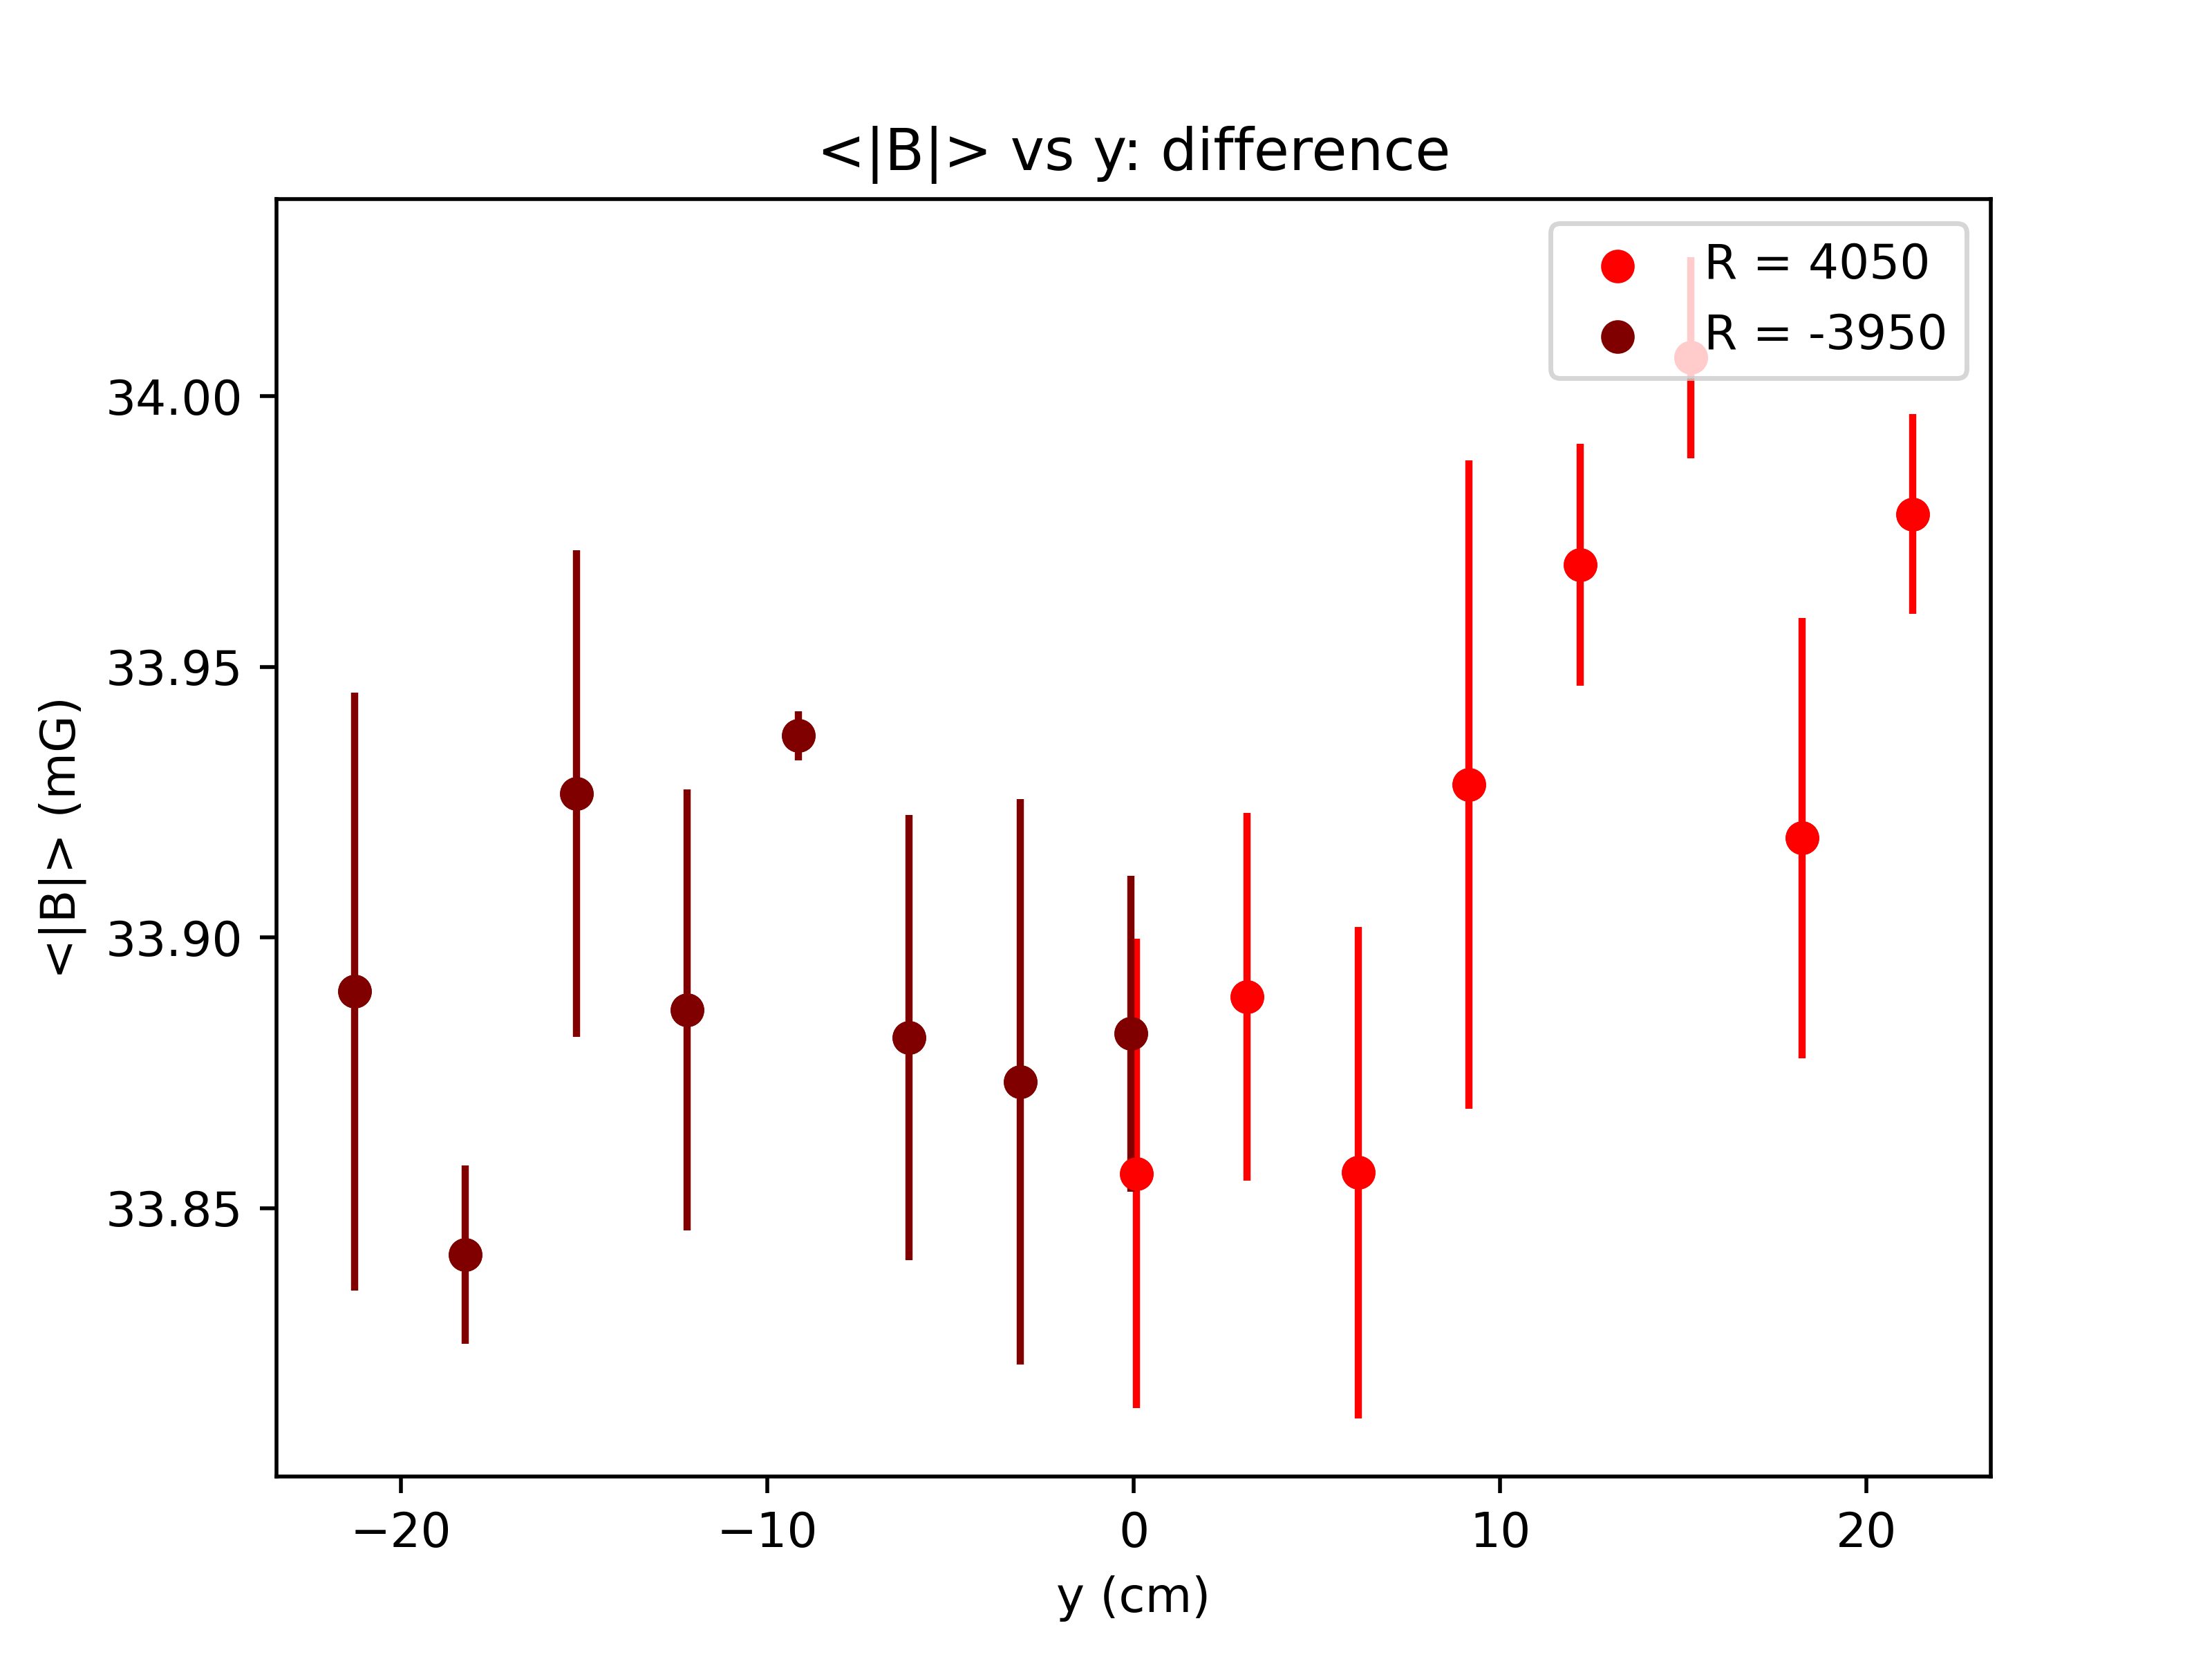 <|B|> vs y: difference
R = 4050
R = -3950
34.00
33.95
33.90
33.85
<|B|> (mG)
−20
−10
0
10
20
y (cm)